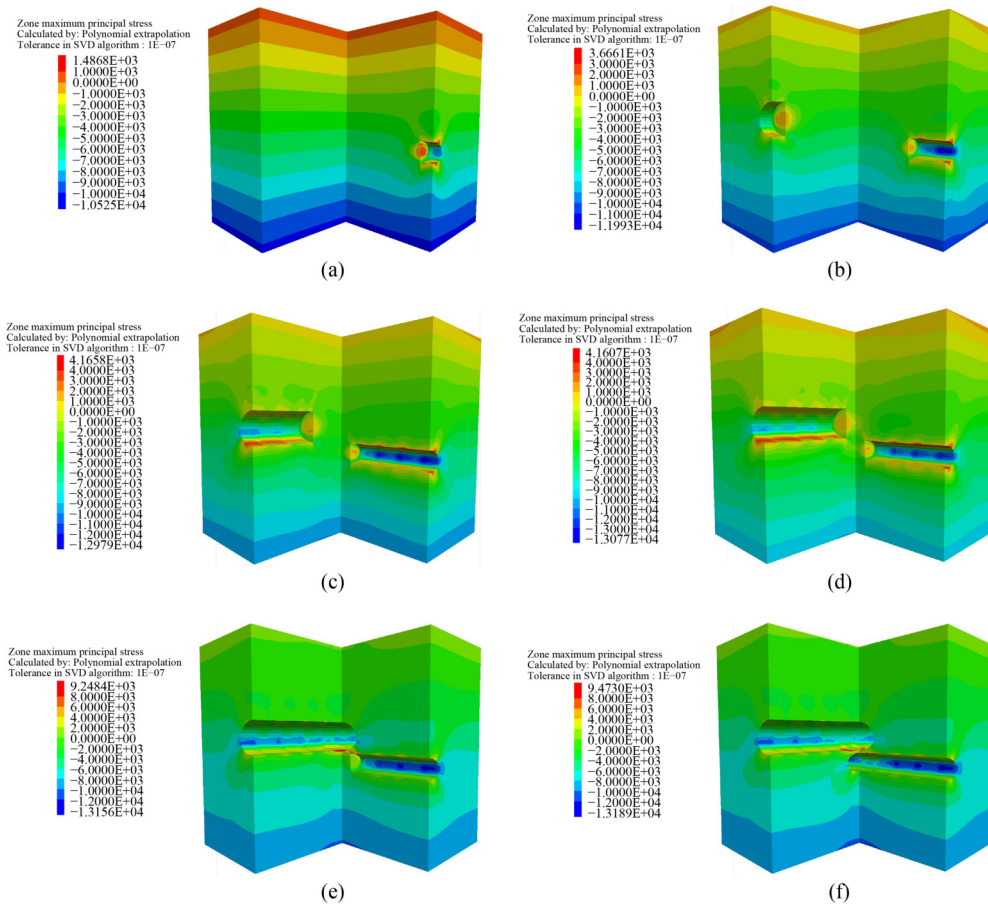 Zone maximum principal stress
Calculated by: Polynomial extrapolation
Tolerance in SVD algorithm: 1E−07
1.4868E+03
1.0000E+03
0.0000E+00
−1.0000E+03
−2.0000E+03
−3.0000E+03
−4.0000E+03
−5.0000E+03
−6.0000E+03
−7.0000E+03
−8.0000E+03
−9.0000E+03
−1.0000E+04
−1.0525E+04
(a)
Zone maximum principal stress
Calculated by: Polynomial extrapolation
Tolerance in SVD algorithm: 1E−07
3.6661E+03
3.0000E+03
2.0000E+03
1.0000E+03
0.0000E+00
−1.0000E+03
−2.0000E+03
−3.0000E+03
−4.0000E+03
−5.0000E+03
−6.0000E+03
−7.0000E+03
−8.0000E+03
−9.0000E+03
−1.0000E+04
−1.1000E+04
−1.1993E+04
(b)
Zone maximum principal stress
Calculated by: Polynomial extrapolation
Tolerance in SVD algorithm : 1E−07
4.1658E+03
4.0000E+03
3.0000E+03
2.0000E+03
1.0000E+03
0.0000E+00
−1.0000E+03
−2.0000E+03
−3.0000E+03
−4.0000E+03
−5.0000E+03
−6.0000E+03
−7.0000E+03
−8.0000E+03
−9.0000E+03
−1.0000E+04
−1.1000E+04
−1.2000E+04
−1.2979E+04
(c)
Zone maximum principal stress
Calculated by: Polynomial extrapolation
Tolerance in SVD algorithm : 1E−07
4.1607E+03
4.0000E+03
3.0000E+03
2.0000E+03
1.0000E+03
0.0000E+00
−1.0000E+03
−2.0000E+03
−3.0000E+03
−4.0000E+03
−5.0000E+03
−6.0000E+03
−7.0000E+03
−8.0000E+03
−9.0000E+03
−1.0000E+04
−1.1000E+04
−1.2000E+04
−1.3000E+04
−1.3077E+04
(d)
Zone maximum principal stress
Calculated by: Polynomial extrapolation
Tolerance in SVD algorithm: 1E−07
9.2484E+03
8.0000E+03
6.0000E+03
4.0000E+03
2.0000E+03
0.0000E+00
−2.0000E+03
−4.0000E+03
−6.0000E+03
−8.0000E+03
−1.0000E+04
−1.2000E+04
−1.3156E+04
(e)
Zone maximum principal stress
Calculated by: Polynomial extrapolation
Tolerance in SVD algorithm : 1E−07
9.4730E+03
8.0000E+03
6.0000E+03
4.0000E+03
2.0000E+03
0.0000E+00
−2.0000E+03
−4.0000E+03
−6.0000E+03
−8.0000E+03
−1.0000E+04
−1.2000E+04
−1.3189E+04
(f)